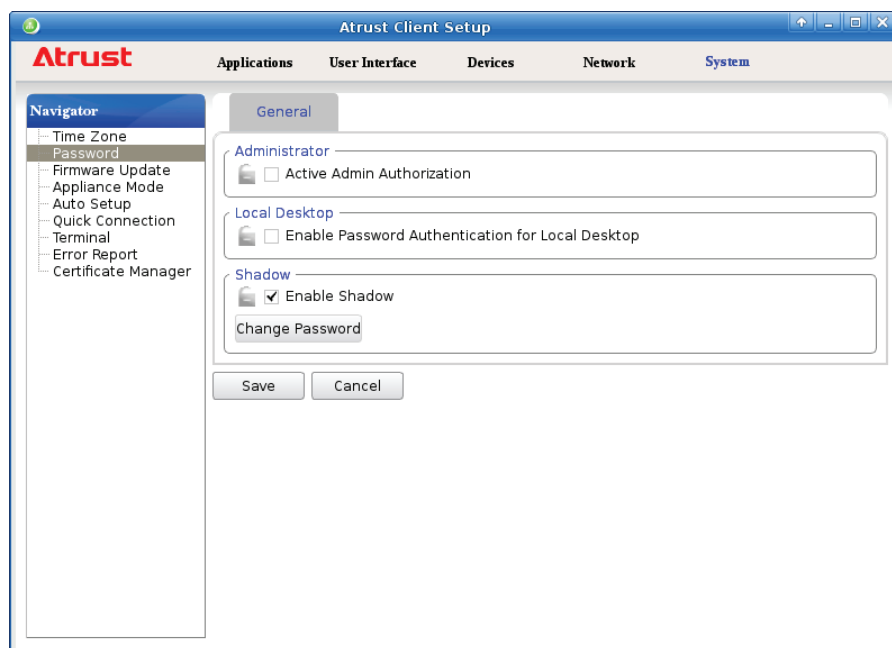 Atrust Client Setup
Atrust
Applications User Interface Devices Network System
Navigator
Time Zone
Password
Firmware Update
Appliance Mode
Auto Setup
Quick Connection
Terminal
Error Report
Certificate Manager
General
Administrator
Active Admin Authorization
Local Desktop
Enable Password Authentication for Local Desktop
Shadow
Enable Shadow
Change Password
Save Cancel